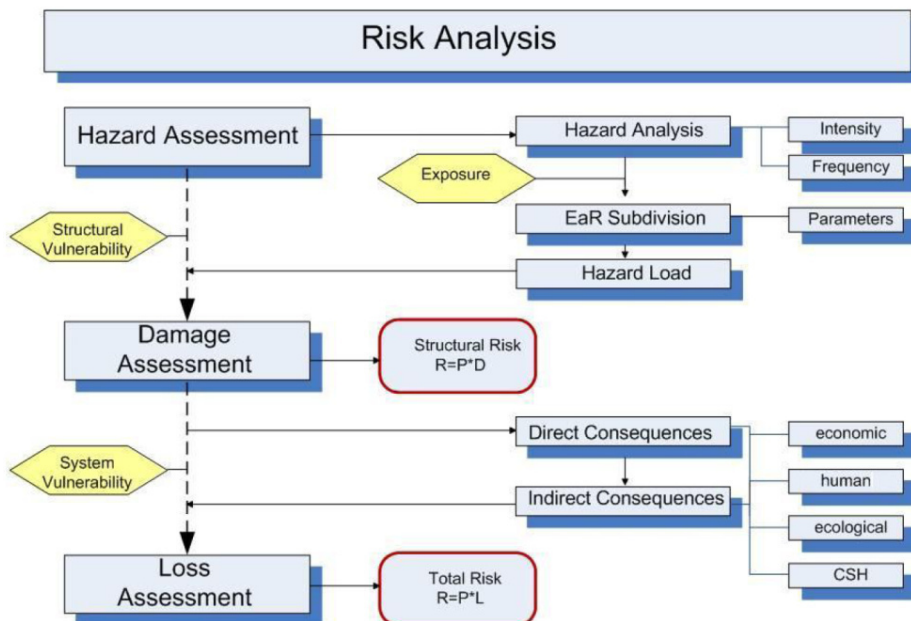 Risk Analysis
Hazard Assessment
Hazard Analysis
Intensity
Frequency
Exposure
Structural
Vulnerability
EaR Subdivision
Parameters
Hazard Load
Damage
Assessment
Structural Risk
R=P*D
Direct Consequences
economic
System
Vulnerability
human
Indirect Consequences
ecological
Loss
Assessment
Total Risk
R=P*L
CSH